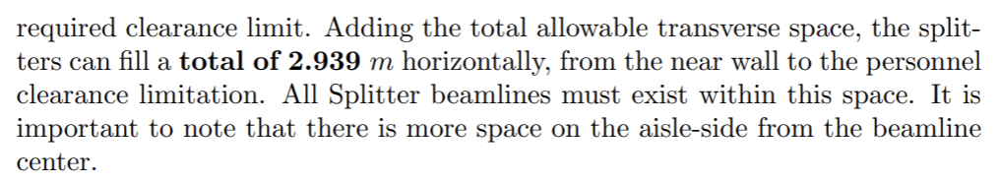 required clearance limit. Adding the total allowable transverse space, the split-
ters can fill a total of 2.939 m horizontally, from the near wall to the personnel
clearance limitation. All Splitter beamlines must exist within this space. It is
important to note that there is more space on the aisle-side from the beamline
center.